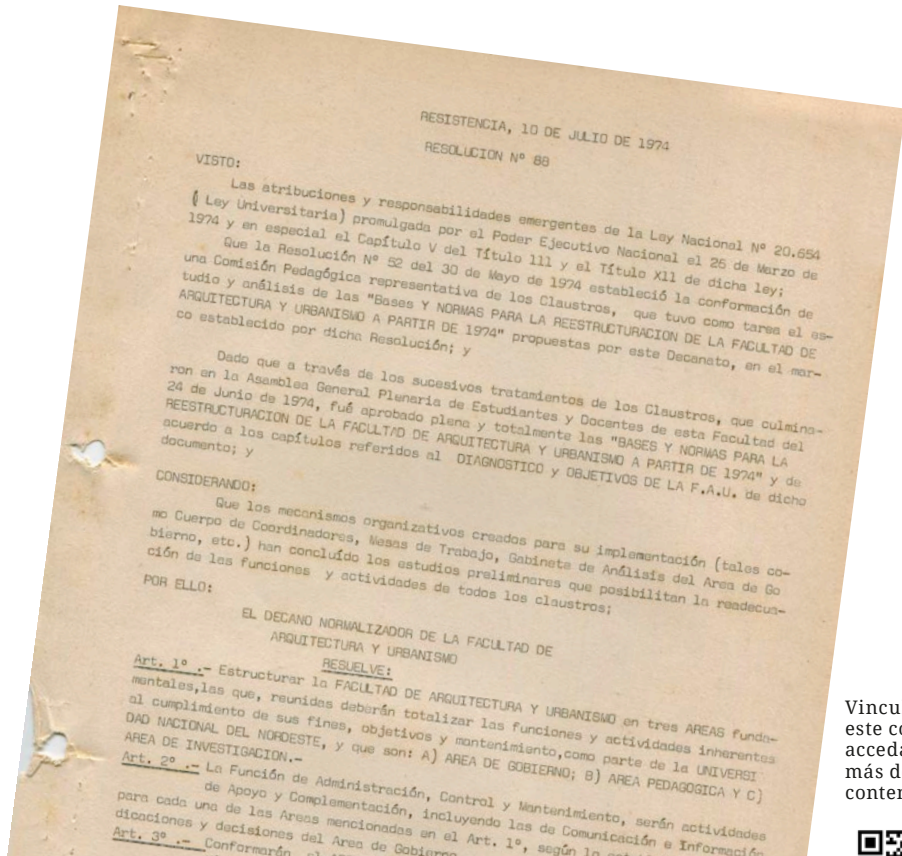 RESISTENCIA, 10 DE JULIO DE 1974
RESOLUCION Nº 88
VISTO:
Las atribuciones y responsabilidades emergentes de la Ley Nacional Nº 20.654
( Ley Universitaria) promulgada por el Poder Ejecutivo Nacional el 26 de Marzo de
1974 y en especial el Capítulo V del Título 111 y el Título XII de dicha ley;
Que la Resolución Nº 52 del 30 de Mayo de 1974 estableció la conformación de
una Comisión Pedagógica representativa de los Claustros, que tuvo como tarea el es-
tudio y análisis de las "Bases Y NORMAS PARA LA REESTRUCTURACION DE LA FACULTAD DE
ARQUITECTURA Y URBANISMO A PARTIR DE 1974" propuestas por este Decanato, en el mar-
co establecido por dicha Resolución; y
Dado que a través de los sucesivos tratamientos de los Claustros, que culmina-
ron en la Asamblea General Plenaria de Estudiantes y Docentes de esta Facultad del
24 de Junio de 1974, fué aprobado plena y totalmente las "BASES Y NORMAS PARA LA
REESTRUCTURACION DE LA FACULTAD DE ARQUITECTURA Y URBANISMO A PARTIR DE 1974" y de
acuerdo a los capítulos referidos al DIAGNOSTICO y OBJETIVOS DE LA F.A.U. de dicho
documento; y
CONSIDERANDO:
Que los mecanismos organizativos creados para su implementación (tales co-
mo Cuerpo de Coordinadores, Mesas de Trabajo, Gabinete de Análisis del Area de Go
bierno, etc.) han concluído los estudios preliminares que posibilitan la readecua-
ción de las funciones y actividades de todos los claustros;
POR ELLO:
EL DECANO NORMALIZADOR DE LA FACULTAD DE
ARQUITECTURA Y URBANISMO
RESUELVE:
Art. 1º .- Estructurar la FACULTAD DE ARQUITECTURA Y URBANISMO en tres AREAS funda-
mentales,las que, reunidas deberán totalizar las funciones y actividades inherentes
al cumplimiento de sus fines, objetivos y mantenimiento,como parte de la UNIVERSI
DAD NACIONAL DEL NORDESTE, y que son: A) AREA DE GOBIERNO; B) AREA PEDAGOGICA Y C)
AREA DE INVESTIGACION.-
Art. 2º .- La Función de Administración, Control y Mantenimiento, serán actividades
de Apoyo y Complementación, incluyendo las de Comunicación e Información
para cada una de las Areas mencionadas en el Art. 1º, según
dicaciones y decisiones del Area de Gobierno
Art. 3º .- Conformarán el
Vincu
este co
acceda
más d
conter